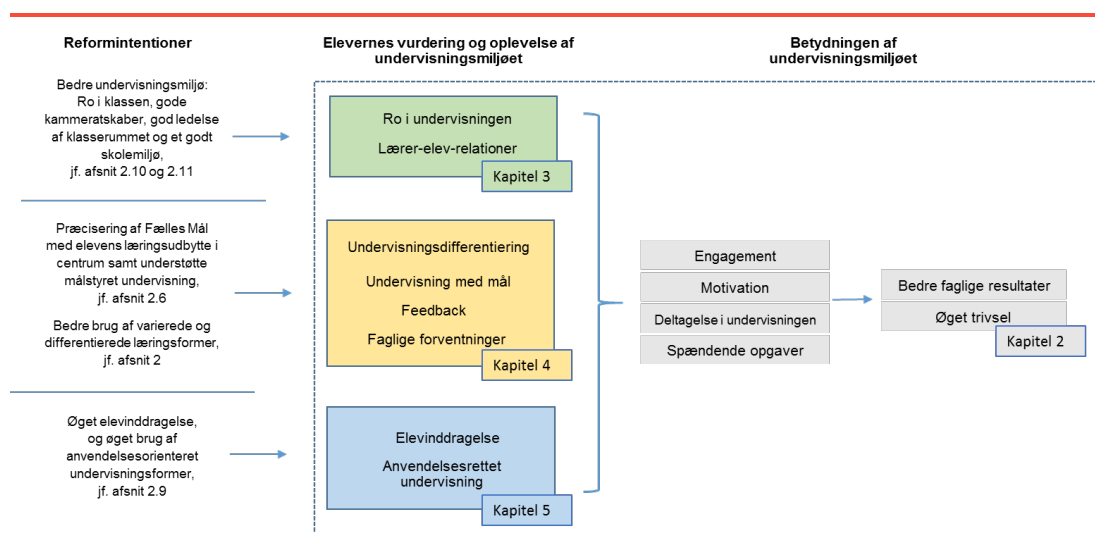 Reformintentioner
Elevernes vurdering og oplevelse af
undervisningsmiljøet
Betydningen af
undervisningsmiljøet
Bedre undervisningsmiljø:
Ro i klassen, gode
kammeratskaber, god ledelse
af klasserummet og et godt
skolemiljø,
jf. afsnit 2.10 og 2.11
Præcisering af Fælles Mål
med elevens læringsudbytte i
centrum samt understøtte
målstyret undervisning,
jf. afsnit 2.6
Bedre brug af varierede og
differentierede læringsformer,
jf. afsnit 2
Øget elevinddragelse,
og øget brug af
anvendelsesorienteret
undervisningsformer,
jf. afsnit 2.9
Ro i undervisningen
Lærer-elev-relationer
Kapitel 3
Undervisningsdifferentiering
Undervisning med mål
Feedback
Faglige forventninger
Kapitel 4
Elevinddragelse
Anvendelsesrettet
undervisning
Kapitel 5
Engagement
Motivation
Deltagelse i undervisningen
Spændende opgaver
Bedre faglige resultater
Øget trivsel
Kapitel 2